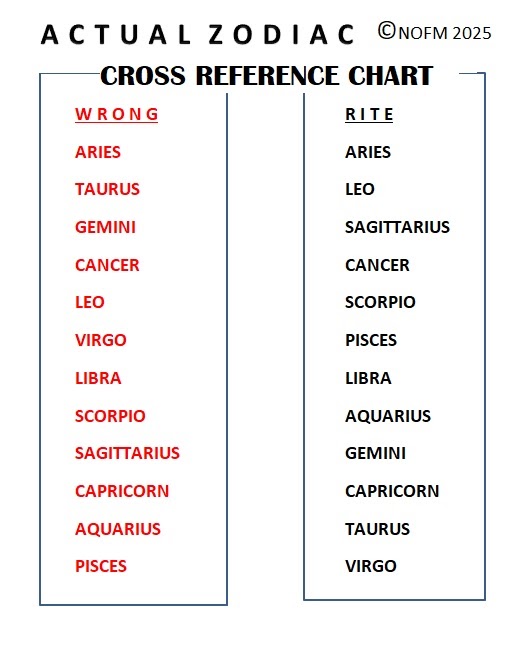 ACTUAL ZODIAC ©NOFM 2025
CROSS REFERENCE CHART
WRONG RITE
ARIES ARIES
TAURUS LEO
GEMINI SAGITTARIUS
CANCER CANCER
LEO SCORPIO
VIRGO PISCES
LIBRA LIBRA
SCORPIO AQUARIUS
SAGITTARIUS GEMINI
CAPRICORN CAPRICORN
AQUARIUS TAURUS
PISCES VIRGO